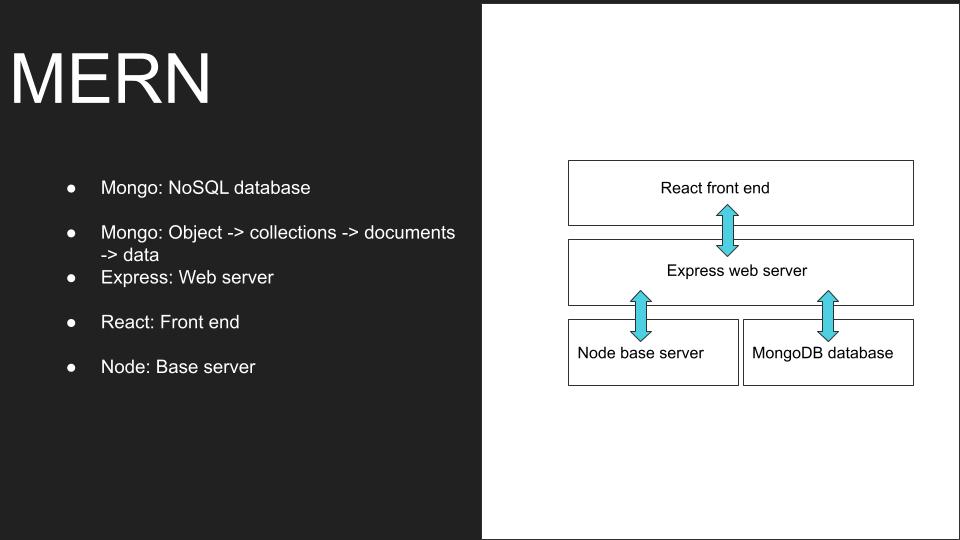 MERN
● Mongo: NoSQL database
● Mongo: Object -> collections -> documents
-> data
● Express: Web server
● React: Front end
● Node: Base server
React front end
Express web server
Node base server
MongoDB database